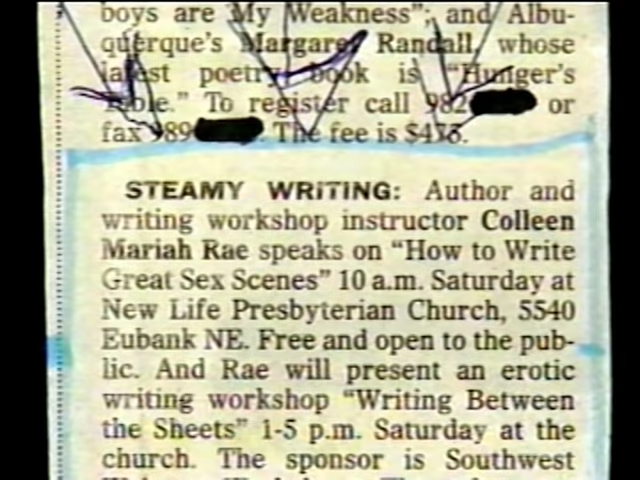 boys are My Weakness"; and Albu-
querque's Margaret Randall, whose
latest poetry book is "Hunger's
Table." To register call 982 or
fax 989 . The fee is
STEAMY WRITING: Author and
writing workshop instructor Colleen
Mariah Rae speaks on "How to Write
Great Sex Scenes" 10 a.m. Saturday at
New Life Presbyterian Church, 5540
Eubank NE. Free and open to the pub-
lic. And Rae will present an erotic
writing workshop "Writing Between
the Sheets" 1-5 p.m. Saturday at the
church. The sponsor is Southwest